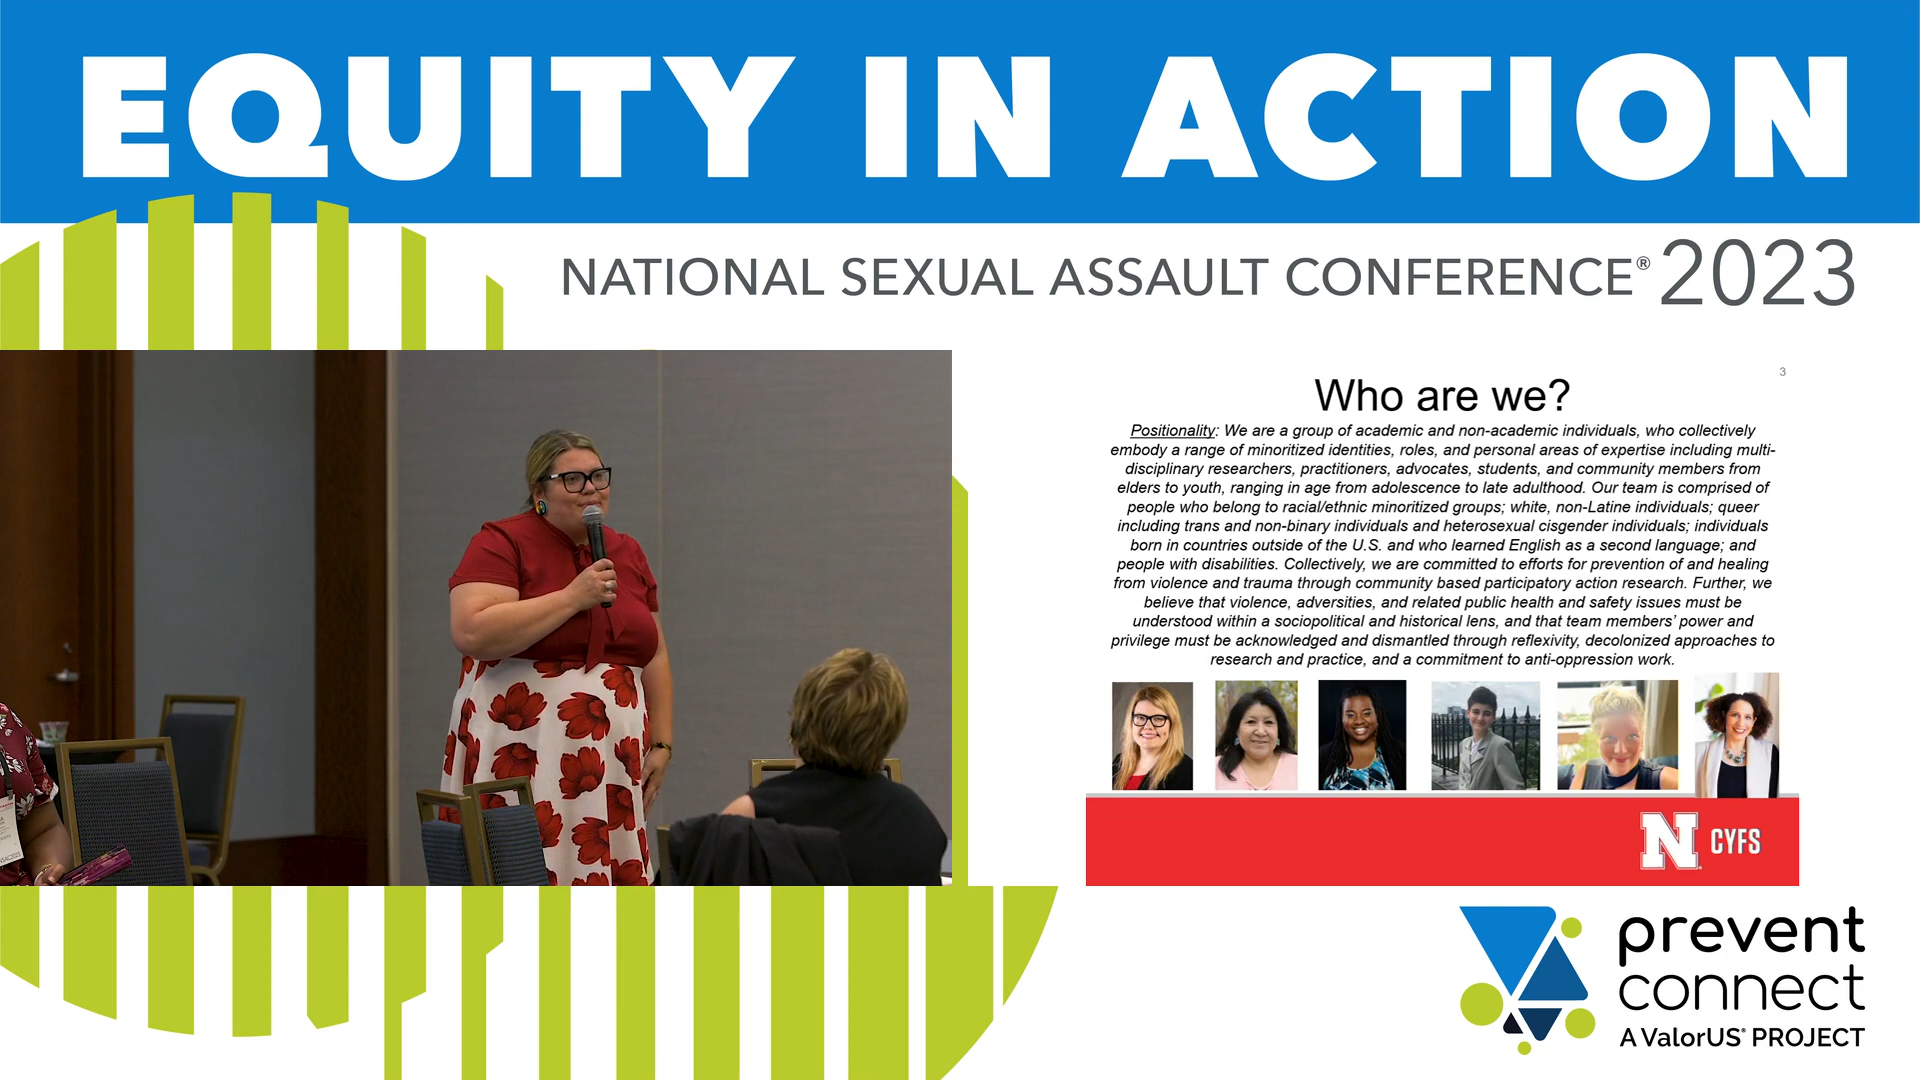 EQUITY IN ACTION
NATIONAL SEXUAL ASSAULT CONFERENCE® 2023
3
Who are we?
Positionality: We are a group of academic and non-academic individuals, who collectively
embody a range of minoritized identities, roles, and personal areas of expertise including multi-
disciplinary researchers, practitioners, advocates, students, and community members from
elders to youth, ranging in age from adolescence to late adulthood. Our team is comprised of
people who belong to racial/ethnic minoritized groups; white, non-Latine individuals; queer
including trans and non-binary individuals and heterosexual cisgender individuals; individuals
born in countries outside of the U.S. and who learned English as a second language; and
people with disabilities. Collectively, we are committed to efforts for prevention of and healing
from violence and trauma through community based participatory action research. Further, we
believe that violence, adversities, and related public health and safety issues must be
understood within a sociopolitical and historical lens, and that team members' power and
privilege must be acknowledged and dismantled through reflexivity, decolonized approaches to
research and practice, and a commitment to anti-oppression work.
N CYFS
prevent
connect
A ValorUS® PROJECT